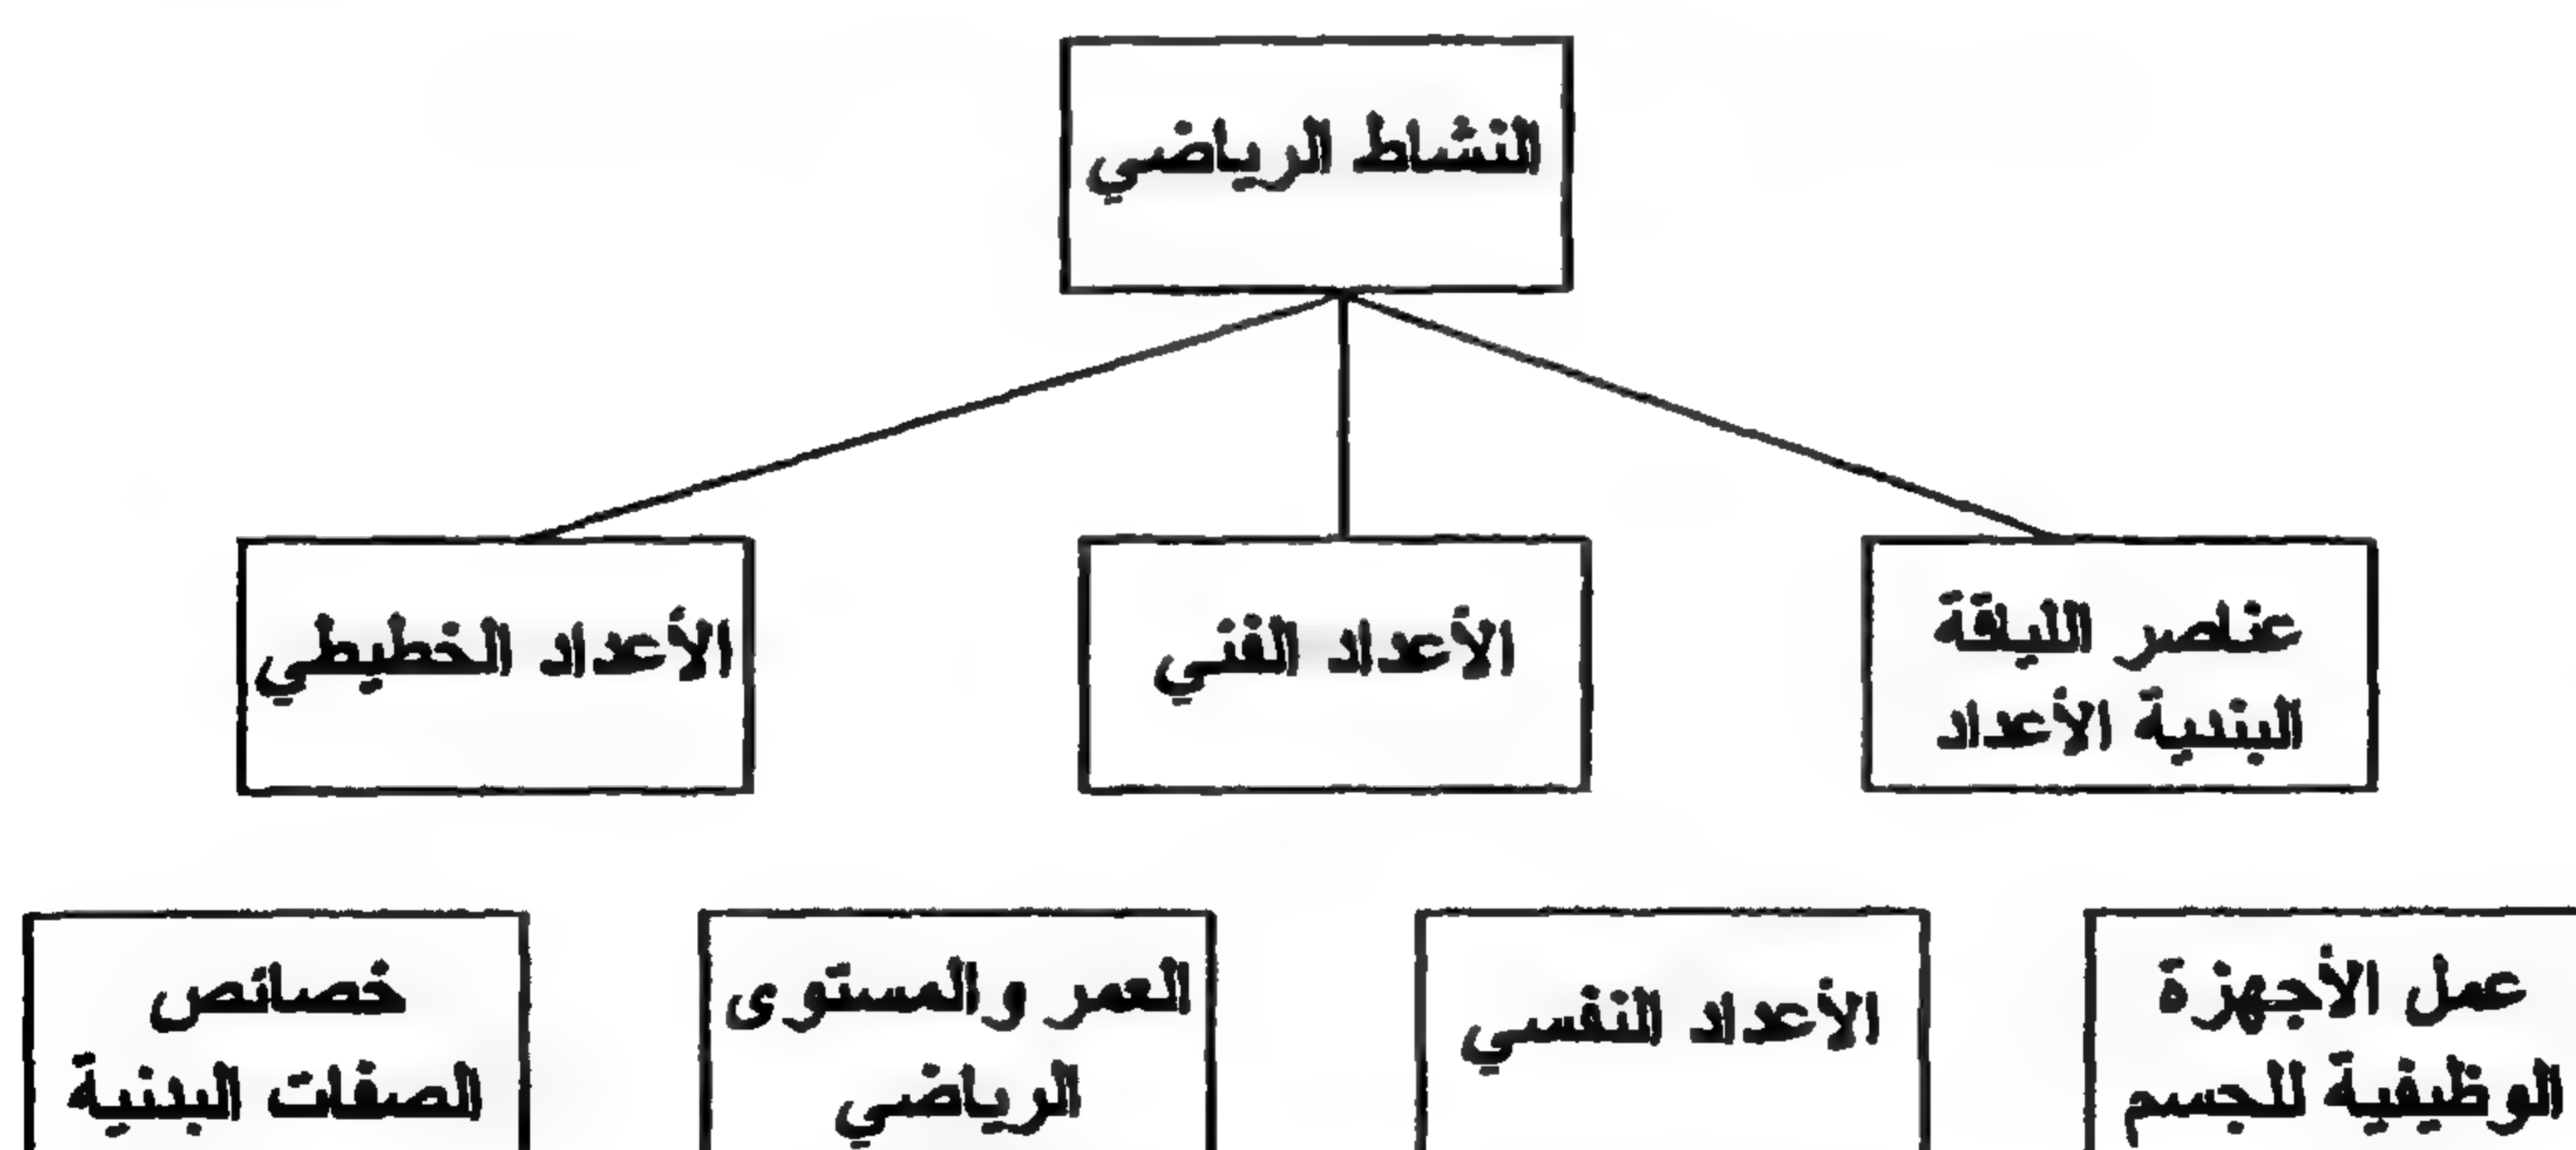 النشاط الرياضي
عناصر اللياقة
البندية الأعداد
الأعداد الفني
الأعداد الخطيطي
عمل الأجهزة
الوظيفية للجسم
الأعداد النفسي
العمر والمستوى
الرياضي
خصائص
الصفات البدنية